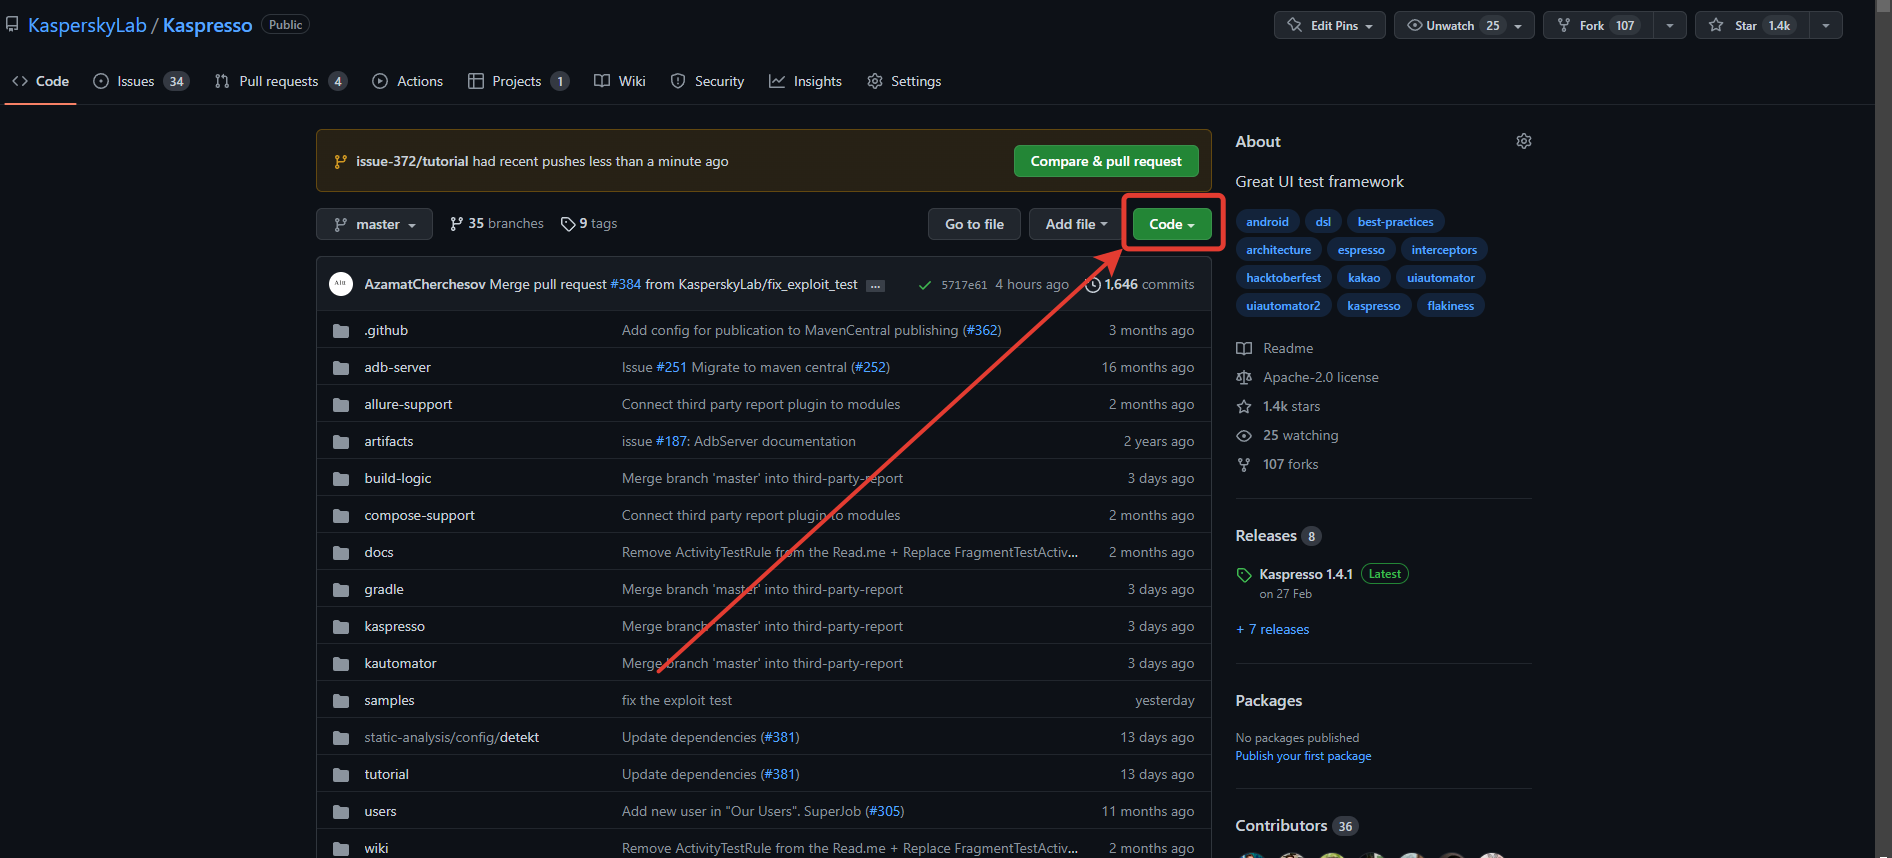 KasperskyLab / Kaspresso Public
Edit Pins Unwatch 25 Fork 107 Star 1.4k
Code Issues 34 Pull requests 4 Actions Projects 1 Wiki Security Insights Settings
issue-372/tutorial had recent pushes less than a minute ago Compare & pull request
master 35 branches 9 tags Go to file Add file Code
AzamatCherchesov Merge pull request #384 from KasperskyLab/fix_exploit_test ... 5717e61 4 hours ago 1,646 commits
.github Add config for publication to MavenCentral publishing (#362) 3 months ago
adb-server Issue #251 Migrate to maven central (#252) 16 months ago
allure-support Connect third party report plugin to modules 2 months ago
artifacts issue #187: AdbServer documentation 2 years ago
build-logic Merge branch 'master' into third-party-report 3 days ago
compose-support Connect third party report plugin to modules 2 months ago
docs Remove ActivityTestRule from the Read.me + Replace FragmentTestActiv... 2 months ago
gradle Merge branch 'master' into third-party-report 3 days ago
kaspresso Merge branch 'master' into third-party-report 3 days ago
kautomator Merge branch 'master' into third-party-report 3 days ago
samples fix the exploit test yesterday
static-analysis/config/detekt Update dependencies (#381) 13 days ago
tutorial Update dependencies (#381) 13 days ago
users Add new user in "Our Users". SuperJob (#305) 11 months ago
wiki Remove ActivityTestRule from the Read.me + Replace FragmentTestActiv... 2 months ago
About
Great UI test framework
android dsl best-practices
architecture espresso interceptors
hacktoberfest kakao uiautomator
uiautomator2 kaspresso flakiness
Readme
Apache-2.0 license
1.4k stars
25 watching
107 forks
Releases 8
Kaspresso 1.4.1 Latest
on 27 Feb
+ 7 releases
Packages
No packages published
Publish your first package
Contributors 36